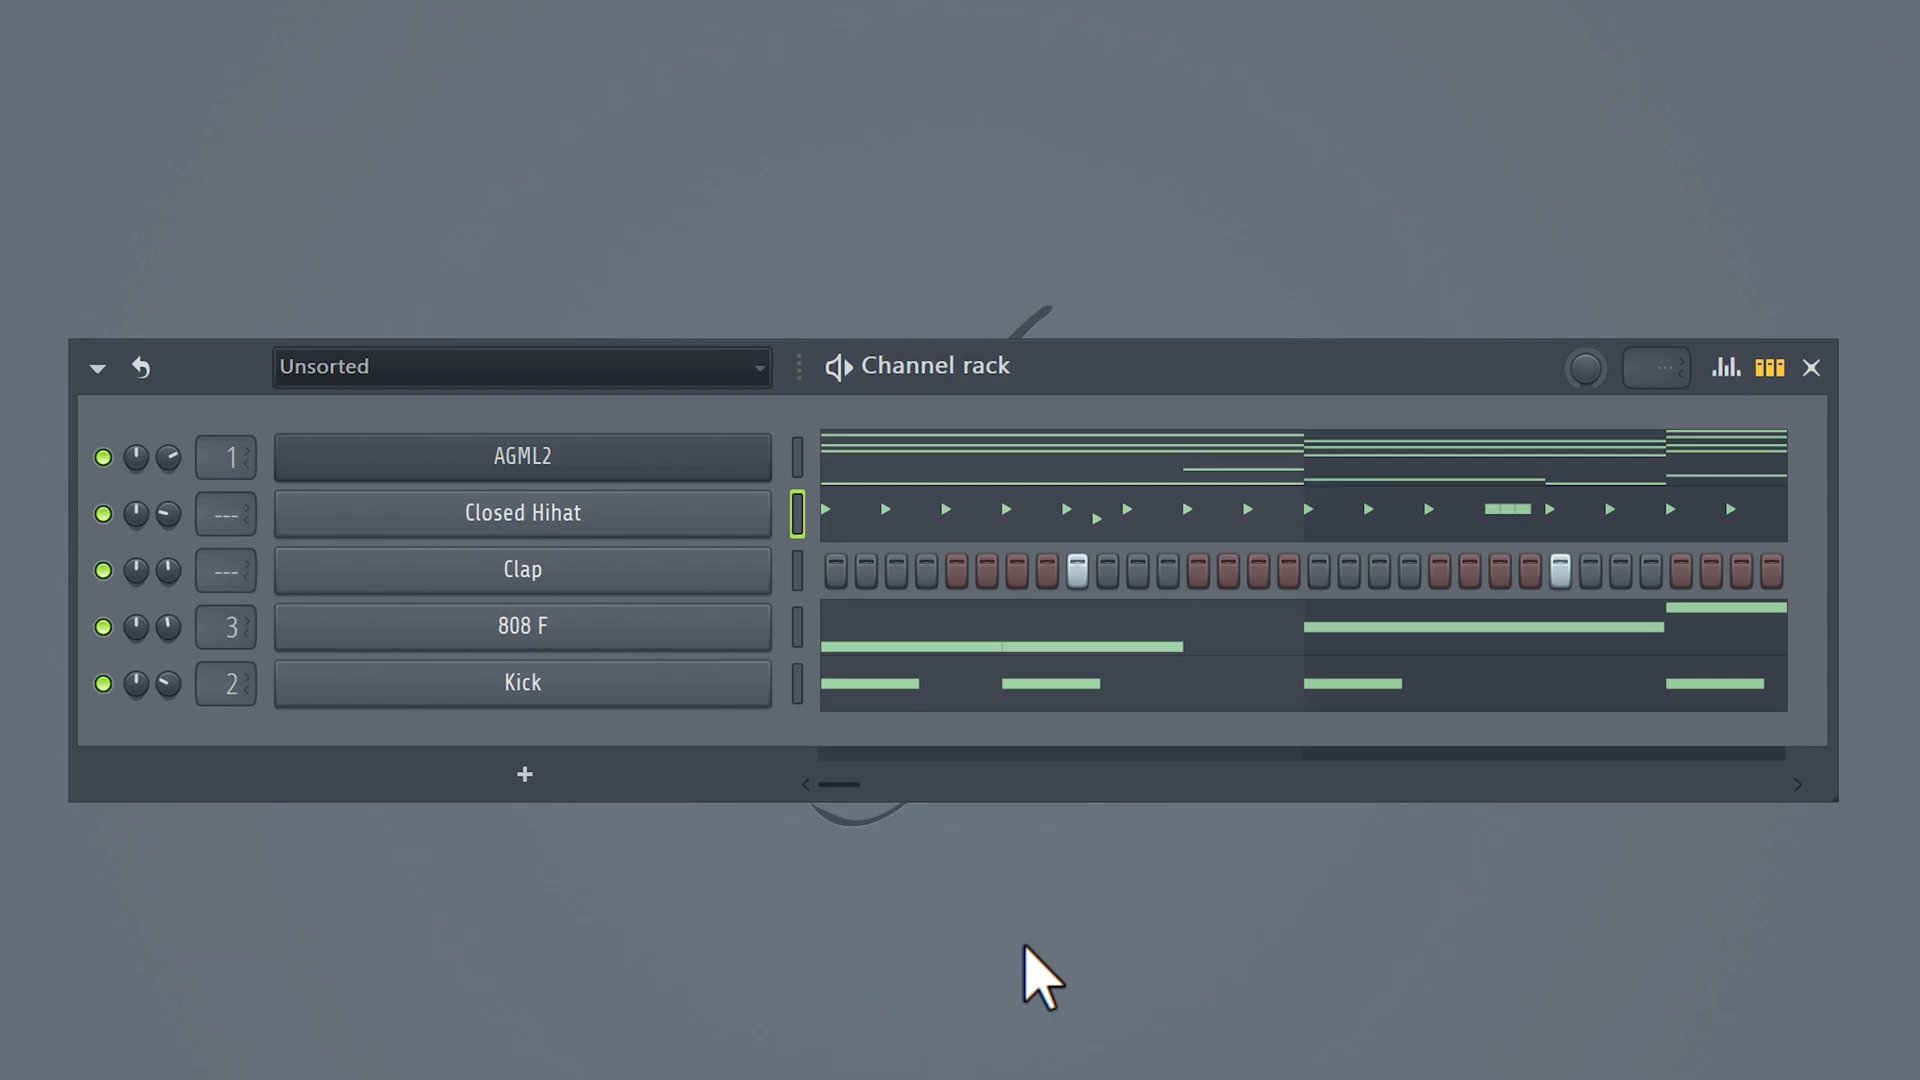 Unsorted
Channel rack
1
AGML2
---
Closed Hihat
---
Clap
3
808 F
2
Kick